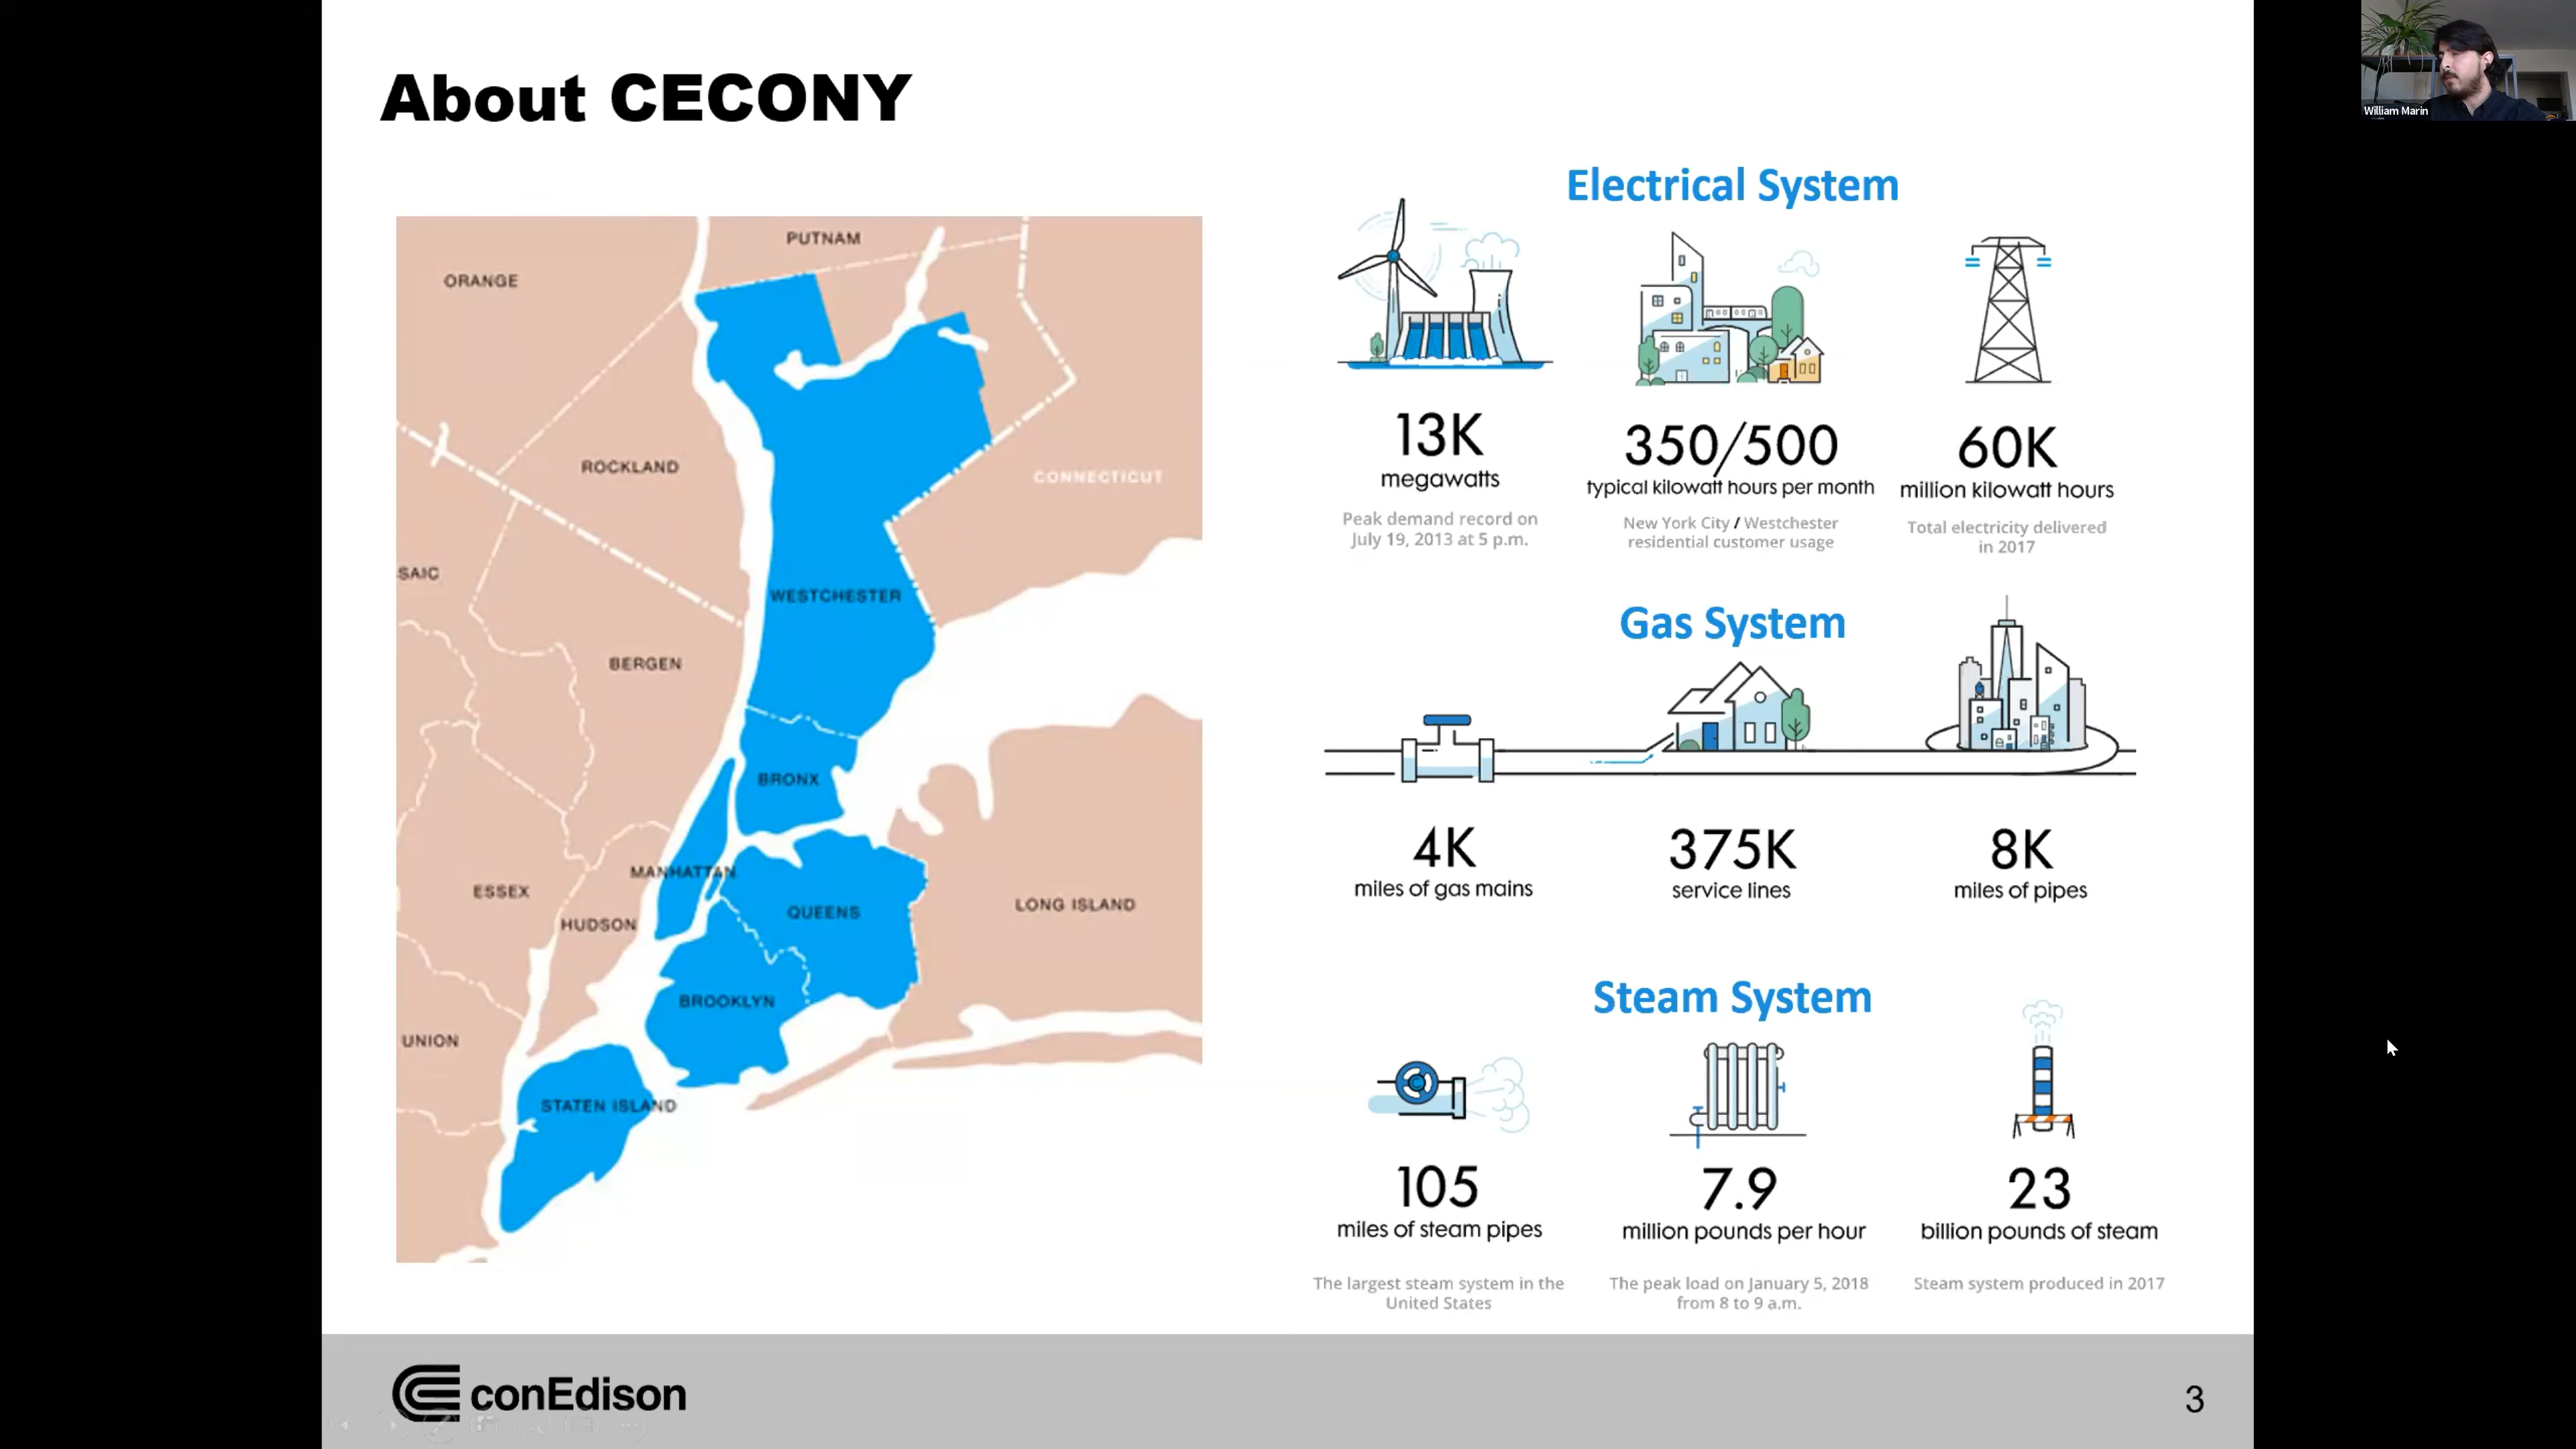 About CECONY
William Marin
PUTNAM
ORANGE
ROCKLAND
CONNECTICUT
SAIC
WESTCHESTER
BERGEN
BRONX
MANHATTAN
ESSEX
QUEENS
LONG ISLAND
HUDSON
BROOKLYN
UNION
STATEN ISLAND
Electrical System
13K
megawatts
Peak demand record on
July 19, 2013 at 5 p.m.
350/500
typical kilowatt hours per month
New York City / Westchester
residential customer usage
60K
million kilowatt hours
Total electricity delivered
in 2017
Gas System
4K
miles of gas mains
375K
service lines
8K
miles of pipes
Steam System
105
miles of steam pipes
The largest steam system in the
United States
7.9
million pounds per hour
The peak load on January 5, 2018
from 8 to 9 a.m.
23
billion pounds of steam
Steam system produced in 2017
conEdison
3